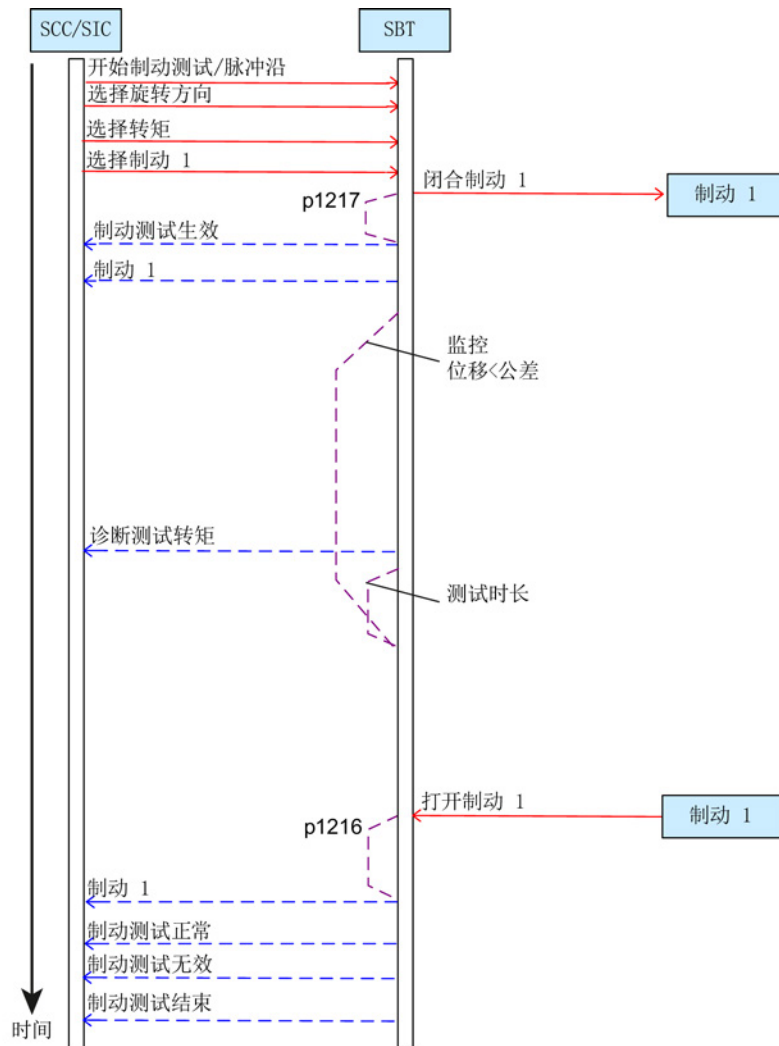 SCC/SIC
SBT
开始制动测试/脉冲沿
选择旋转方向
选择转矩
选择制动 1
闭合制动 1
制动 1
p1217
制动测试生效
制动 1
监控
位移<公差
诊断测试转矩
测试时长
打开制动 1
制动 1
p1216
制动 1
制动测试正常
制动测试无效
制动测试结束
时间